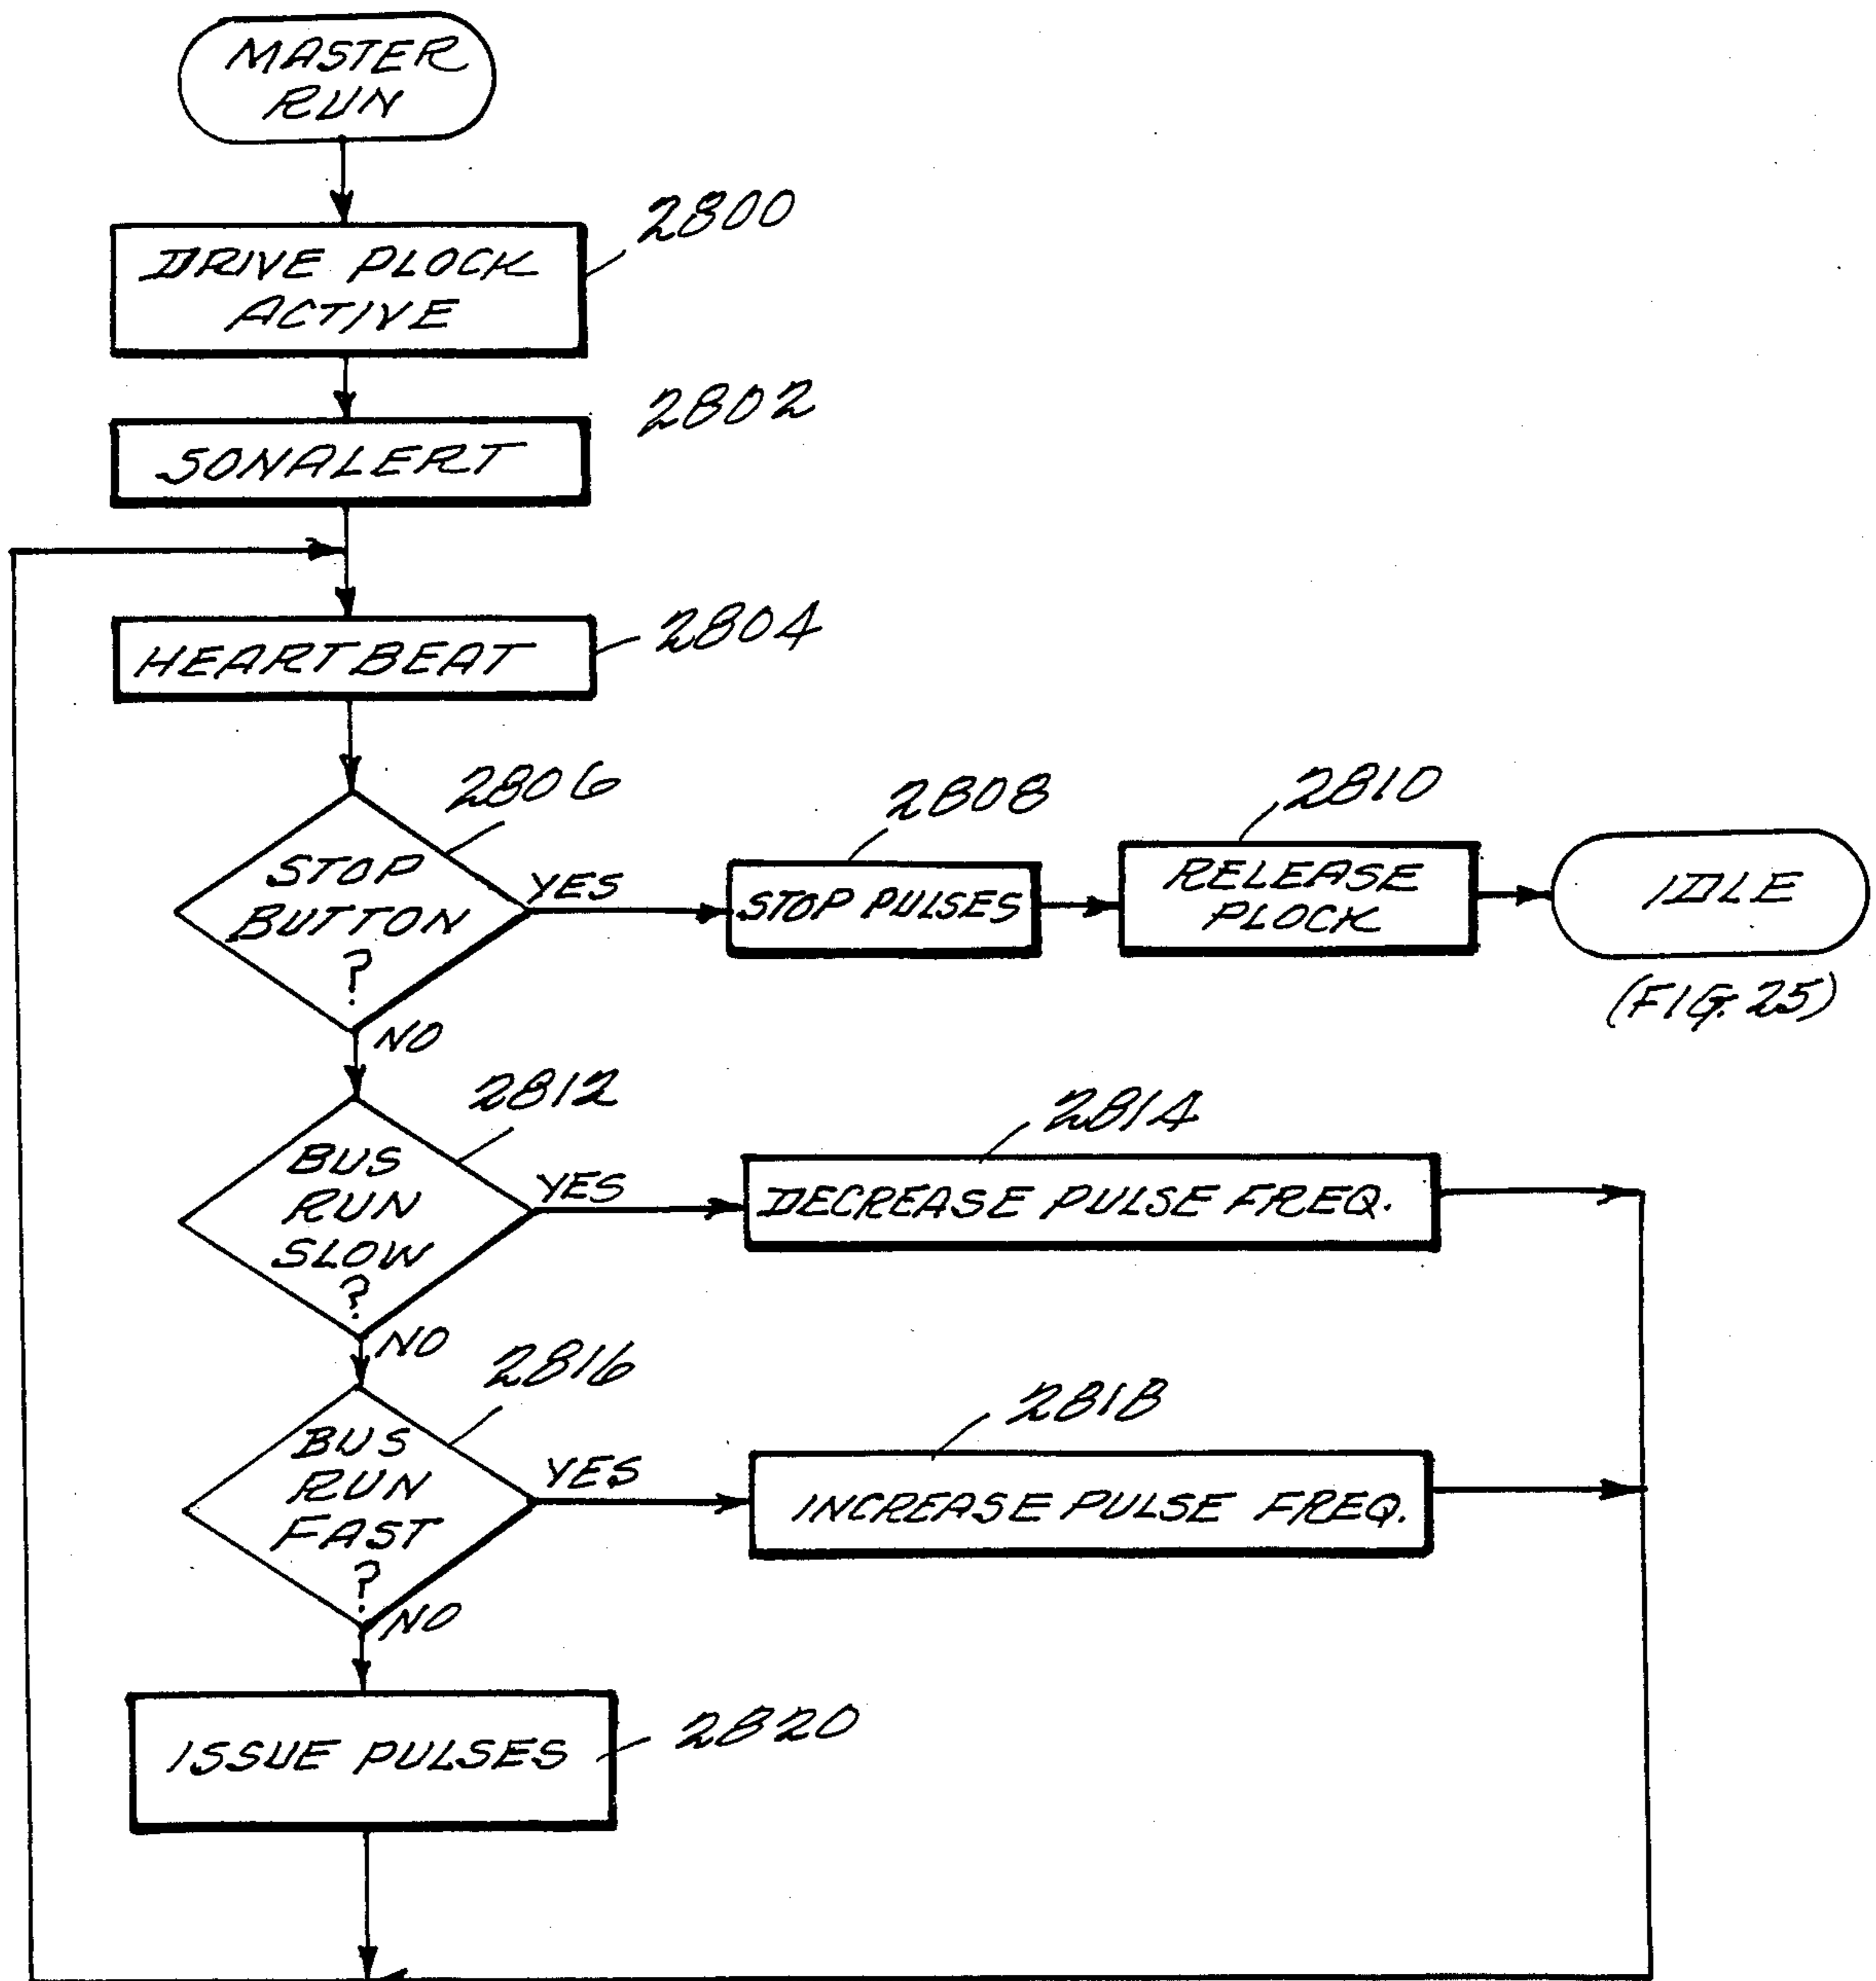 MASTER
RUN
2800
DRIVE PLOCK
ACTIVE
2802
SONALERT
2804
HEARTBEAT
2806
STOP
BUTTON
?
YES
NO
2808
STOP PULSES
2810
RELEASE
PLOCK
IDLE
(FIG. 25)
2812
BUS
RUN
SLOW
?
YES
NO
2814
DECREASE PULSE FREQ.
2816
BUS
RUN
FAST
?
YES
NO
2818
INCREASE PULSE FREQ.
2820
ISSUE PULSES